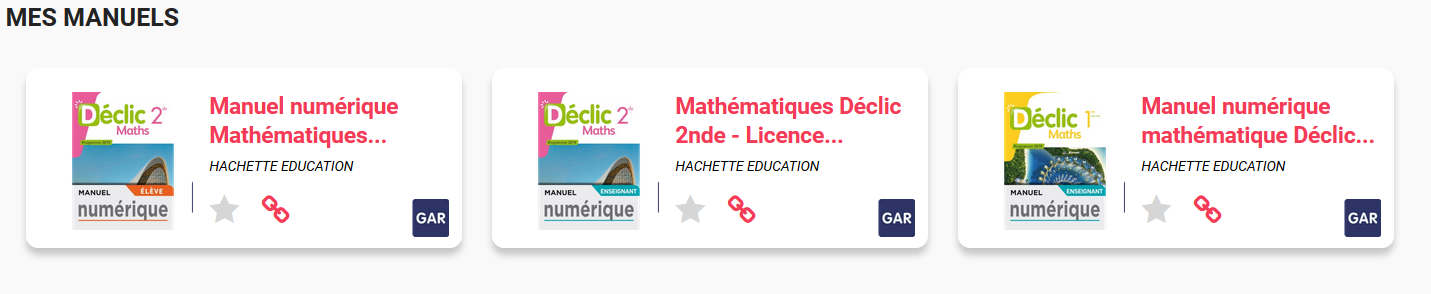 MES MANUELS
Déclic 2de
Maths
Programme 2019
MANUEL ÉLÈVE
numérique
Manuel numérique
Mathématiques...
HACHETTE EDUCATION
GAR
Déclic 2de
Maths
Programme 2019
MANUEL ENSEIGNANT
numérique
Mathématiques Déclic
2nde - Licence...
HACHETTE EDUCATION
GAR
Déclic 1re
Maths
Programme 2019
MANUEL ENSEIGNANT
numérique
Manuel numérique
mathématique Déclic...
HACHETTE EDUCATION
GAR